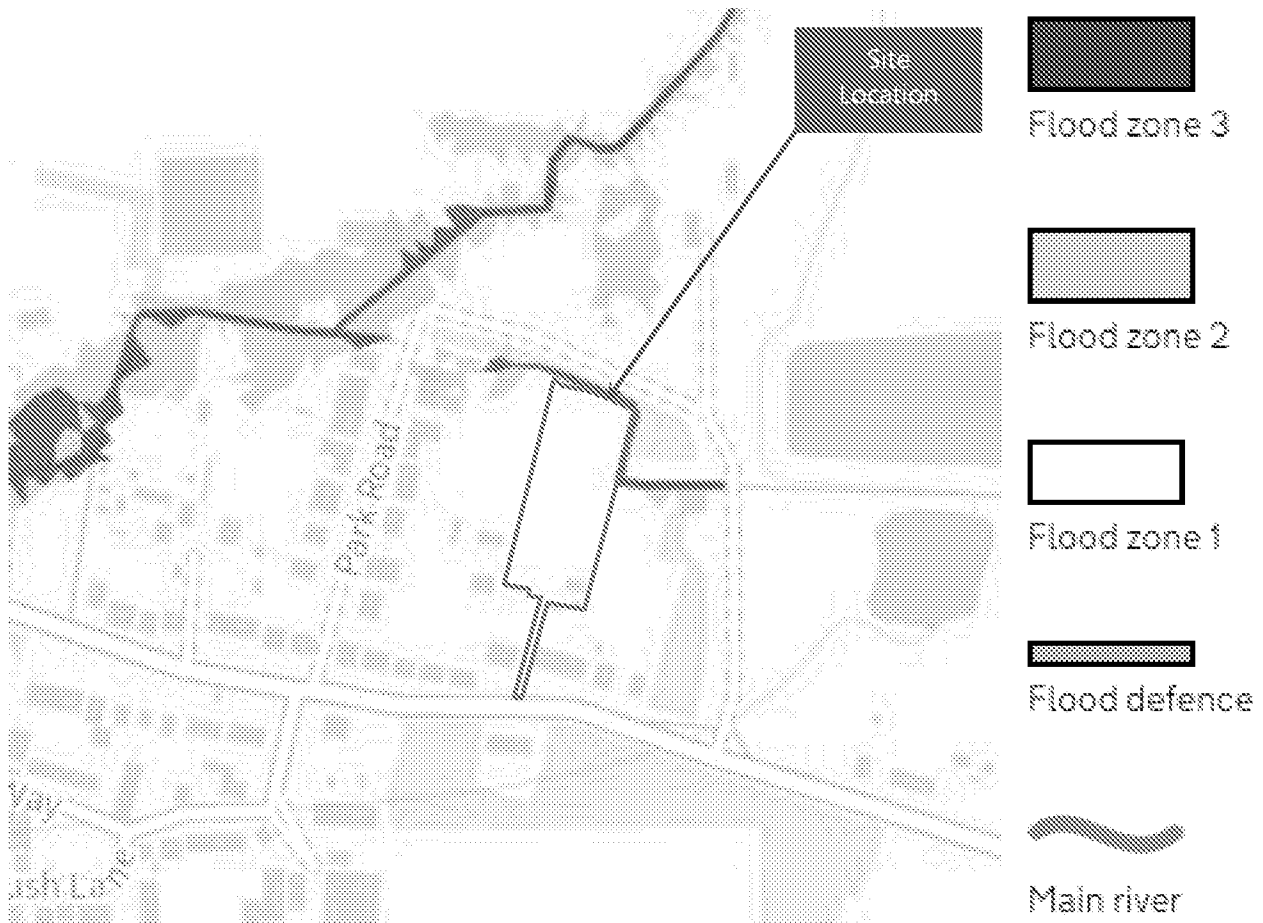 Site
Location
Flood zone 3
Flood zone 2
Flood zone 1
Park Road
Flood defence
Way
ush Lane
Main river